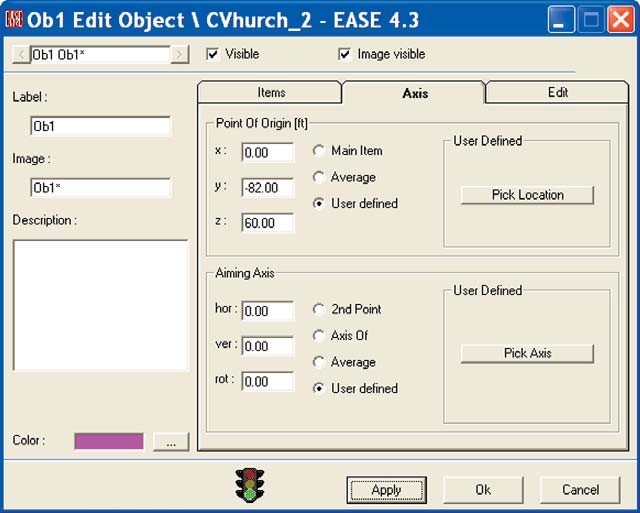 EASE Ob1 Edit Object \ CVhurch_2 - EASE 4.3
< Ob1 Ob1* > Visible Image visible
Label :
Ob1
Image :
Ob1*
Description :
Color : ...
Items Axis Edit
Point Of Origin [ft]
x : 0.00 Main Item
y : -82.00 Average
z : 60.00 User defined
User Defined
Pick Location
Aiming Axis
hor : 0.00 2nd Point
ver : 0.00 Axis Of
Average
rot : 0.00 User defined
User Defined
Pick Axis
Apply Ok Cancel